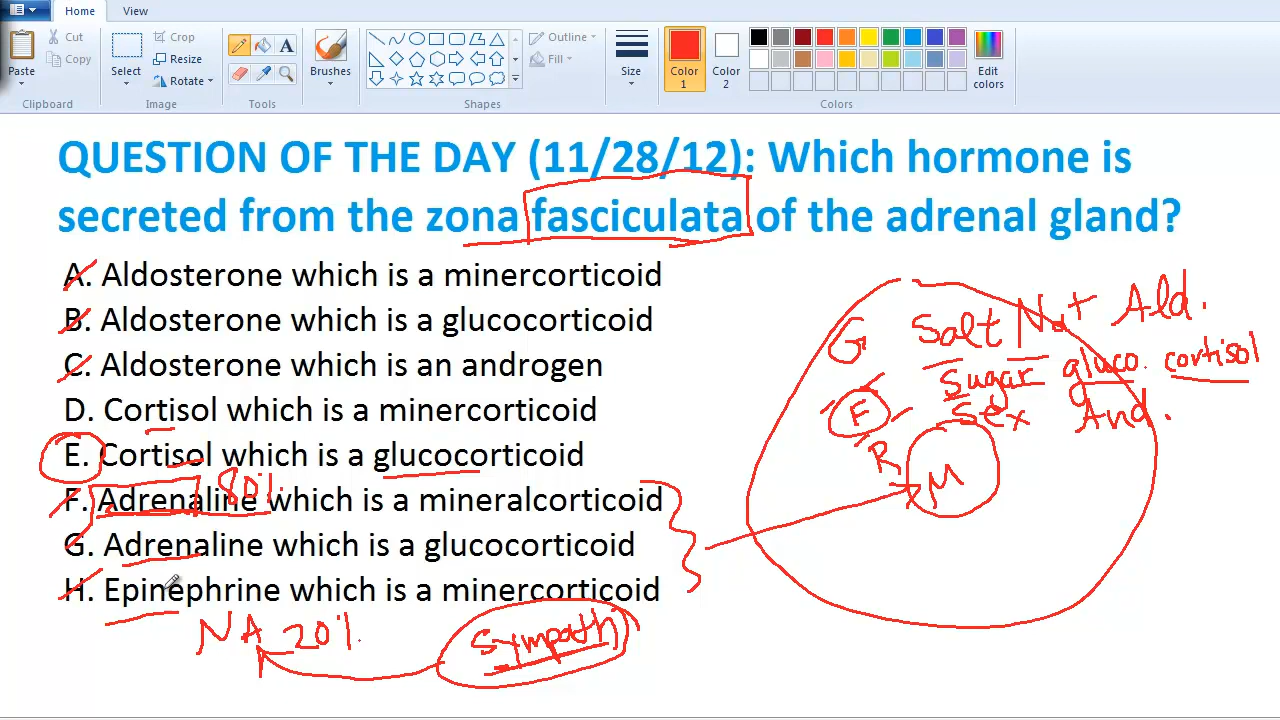 Home View
Cut
Copy
Paste
Clipboard
Select
Crop
Resize
Rotate
Image
Tools
Brushes
Shapes
Outline
Fill
Size
Color 1
Color 2
Edit colors
Colors
QUESTION OF THE DAY (11/28/12): Which hormone is
secreted from the zona fasciculata of the adrenal gland?
A. Aldosterone which is a minercorticoid
B. Aldosterone which is a glucocorticoid
C. Aldosterone which is an androgen
D. Cortisol which is a minercorticoid
E. Cortisol which is a glucocorticoid
F. Adrenaline which is a mineralcorticoid
80%
G. Adrenaline which is a glucocorticoid
H. Epinephrine which is a minercorticoid
NA 20%.
Sympath
G Salt Na+ Ald.
Sugar gluco. cortisol
F Sex And.
R
M